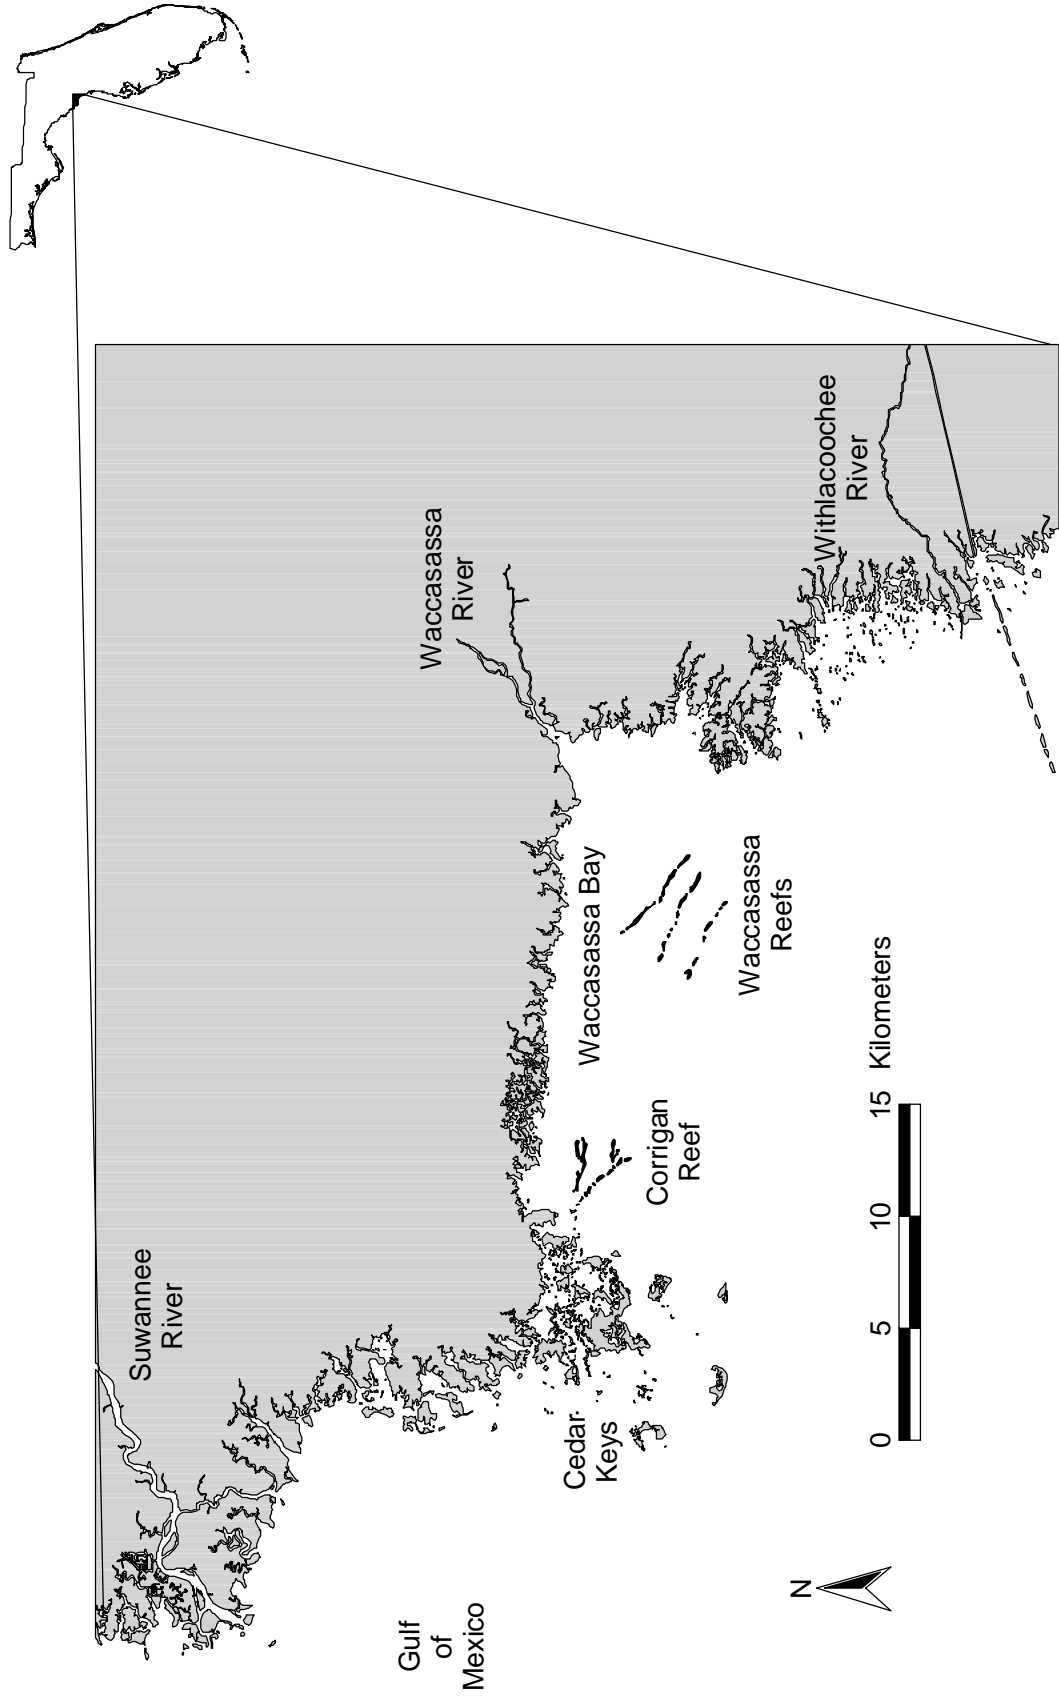 Suwannee
River
Waccasassa
River
Withlacoochee
River
Waccasassa Bay
Waccasassa
Reefs
Corrigan
Reef
Cedar
Keys
Gulf
of
Mexico
N
0 5 10 15 Kilometers